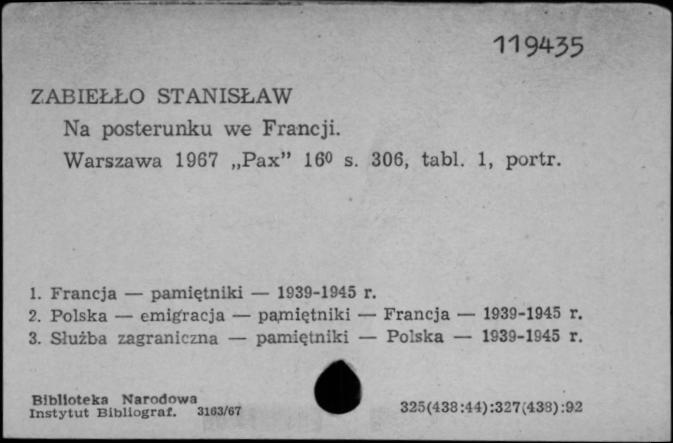 119435
ZABIEŁŁO STANISŁAW
Na posterunku we Francji.
Warszawa 1967 „Pax” 16⁰ s. 306, tabl. 1, portr.
1. Francja — pamiętniki — 1939-1945 r.
2. Polska — emigracja — pamiętniki — Francja — 1939-1945 r.
3. Służba zagraniczna — pamiętniki — Polska — 1939-1945 r.
Biblioteka Narodowa
Instytut Bibliograf. 3163/67
325(438:44):327(438):92